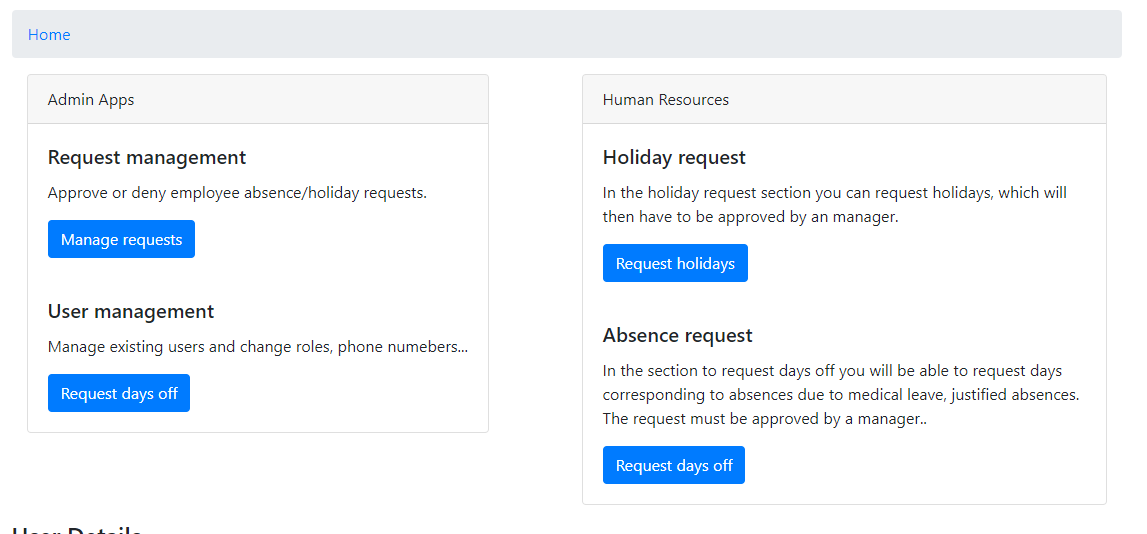 Home
Admin Apps
Request management
Approve or deny employee absence/holiday requests.
Manage requests
User management
Manage existing users and change roles, phone numebers...
Request days off
Human Resources
Holiday request
In the holiday request section you can request holidays, which will
then have to be approved by an manager.
Request holidays
Absence request
In the section to request days off you will be able to request days
corresponding to absences due to medical leave, justified absences.
The request must be approved by a manager..
Request days off
User Details